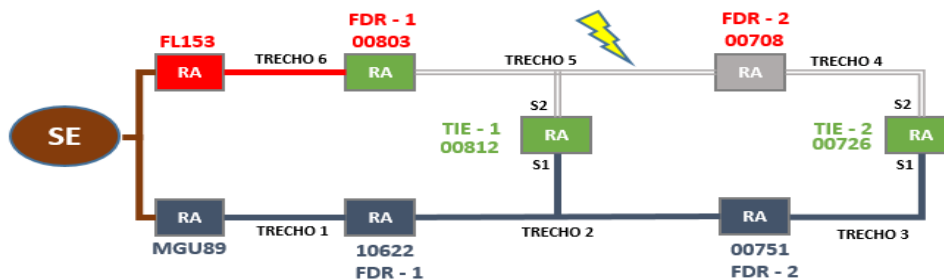 FDR - 1
00803
FDR - 2
00708
FL153
TRECHO 6
TRECHO 5
TRECHO 4
RA
RA
RA
S2
S2
SE
TIE - 1
00812
RA
TIE - 2
00726
RA
S1
S1
RA
RA
RA
MGU89
TRECHO 1
10622
FDR - 1
TRECHO 2
00751
FDR - 2
TRECHO 3